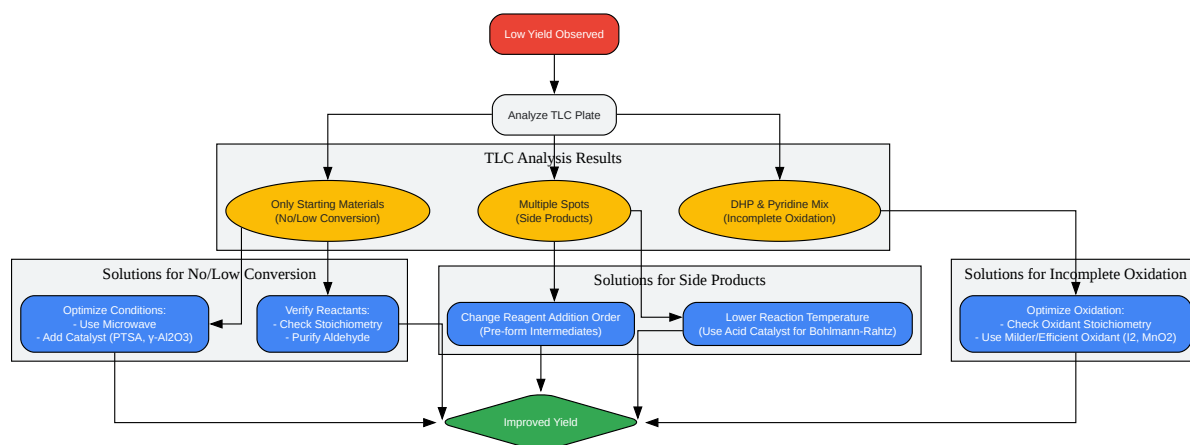 Low Yield Observed
Analyze TLC Plate
TLC Analysis Results
Only Starting Materials
(No/Low Conversion)
Multiple Spots
(Side Products)
DHP & Pyridine Mix
(Incomplete Oxidation)
Solutions for No/Low Conversion
Optimize Conditions:
- Use Microwave
- Add Catalyst (PTSA, γ-Al2O3)
Verify Reactants:
- Check Stoichiometry
- Purify Aldehyde
Solutions for Side Products
Change Reagent Addition Order
(Pre-form Intermediates)
Lower Reaction Temperature
(Use Acid Catalyst for Bohlmann-Rahtz)
Solutions for Incomplete Oxidation
Optimize Oxidation:
- Check Oxidant Stoichiometry
- Use Milder/Efficient Oxidant (I2, MnO2)
Improved Yield